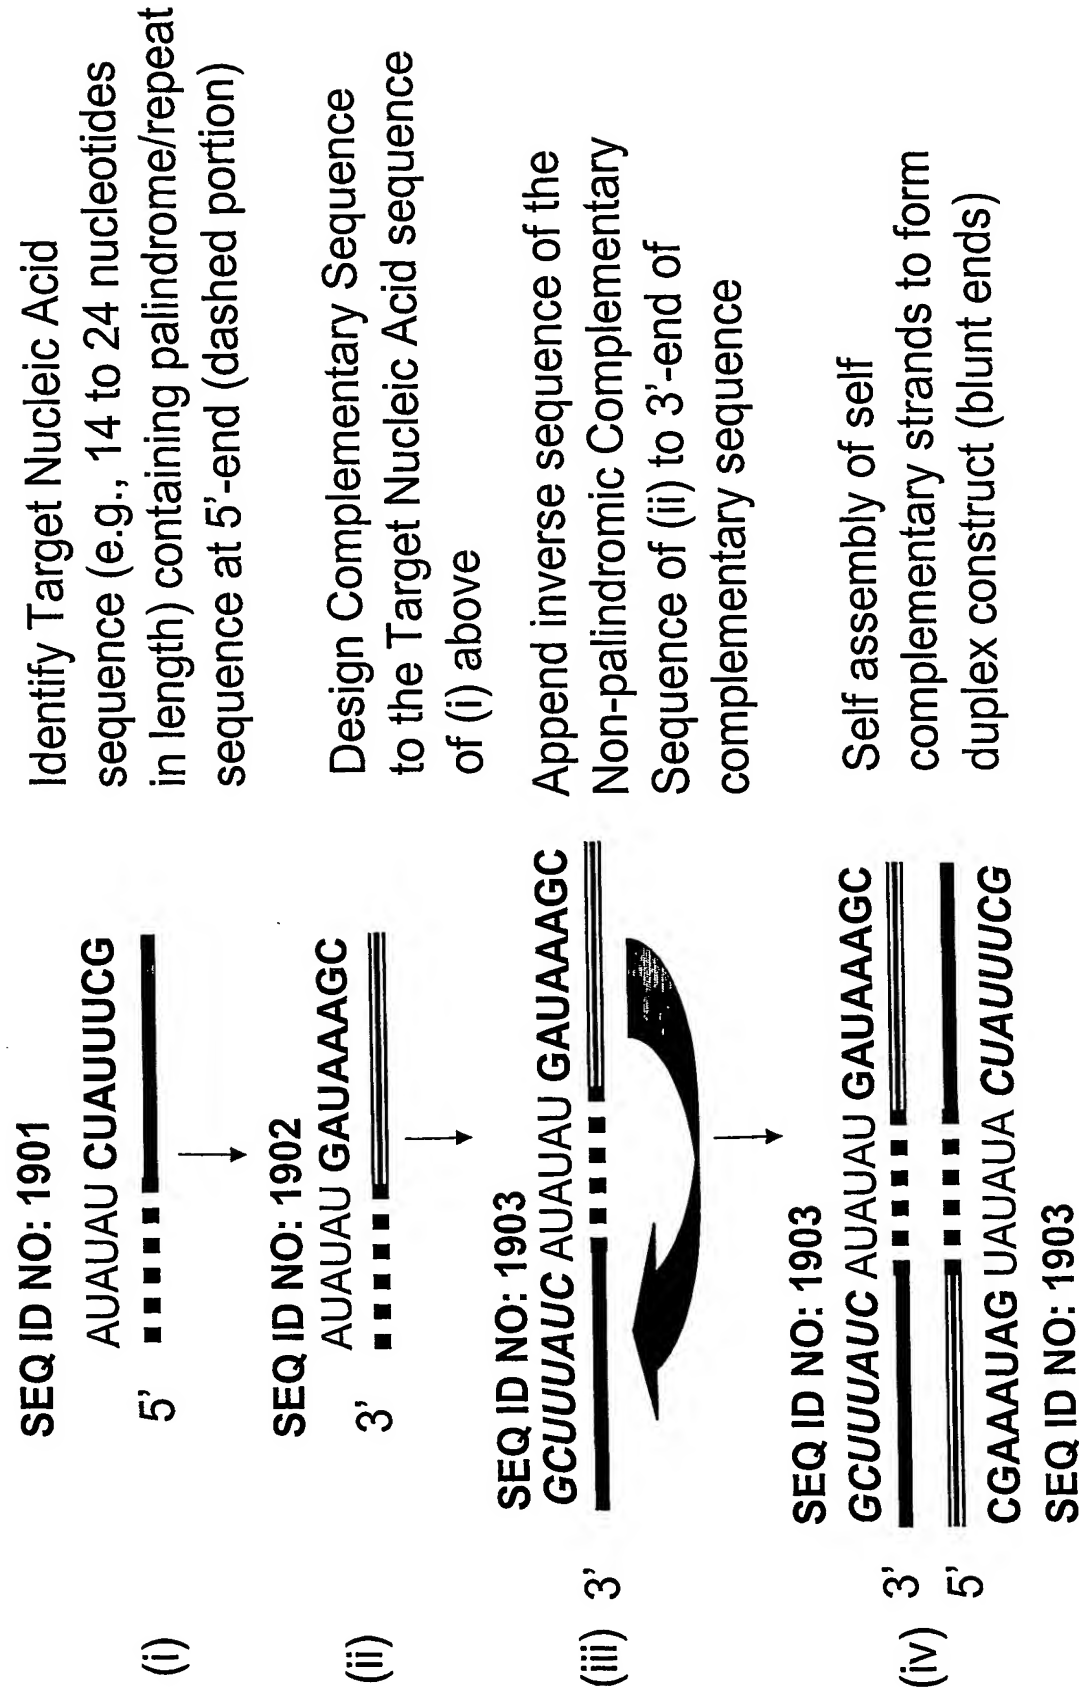 SEQ ID NO: 1901
AUAUAU CUAUUUCG
(i) 5'
Identify Target Nucleic Acid
sequence (e.g., 14 to 24 nucleotides
in length) containing palindrome/repeat
sequence at 5'-end (dashed portion)
SEQ ID NO: 1902
AUAUAU GAUAAAGC
(ii) 3'
Design Complementary Sequence
to the Target Nucleic Acid sequence
of (i) above
SEQ ID NO: 1903
GCUUUAUC AUAUAU GAUAAAGC
(iii) 3'
Append inverse sequence of the
Non-palindromic Complementary
Sequence of (ii) to 3'-end of
complementary sequence
SEQ ID NO: 1903
GCUUUAUC AUAUAU GAUAAAGC
(iv) 3'
5'
CGAAAUAG UAUAUA CUAUUUCG
SEQ ID NO: 1903
Self assembly of self
complementary strands to form
duplex construct (blunt ends)